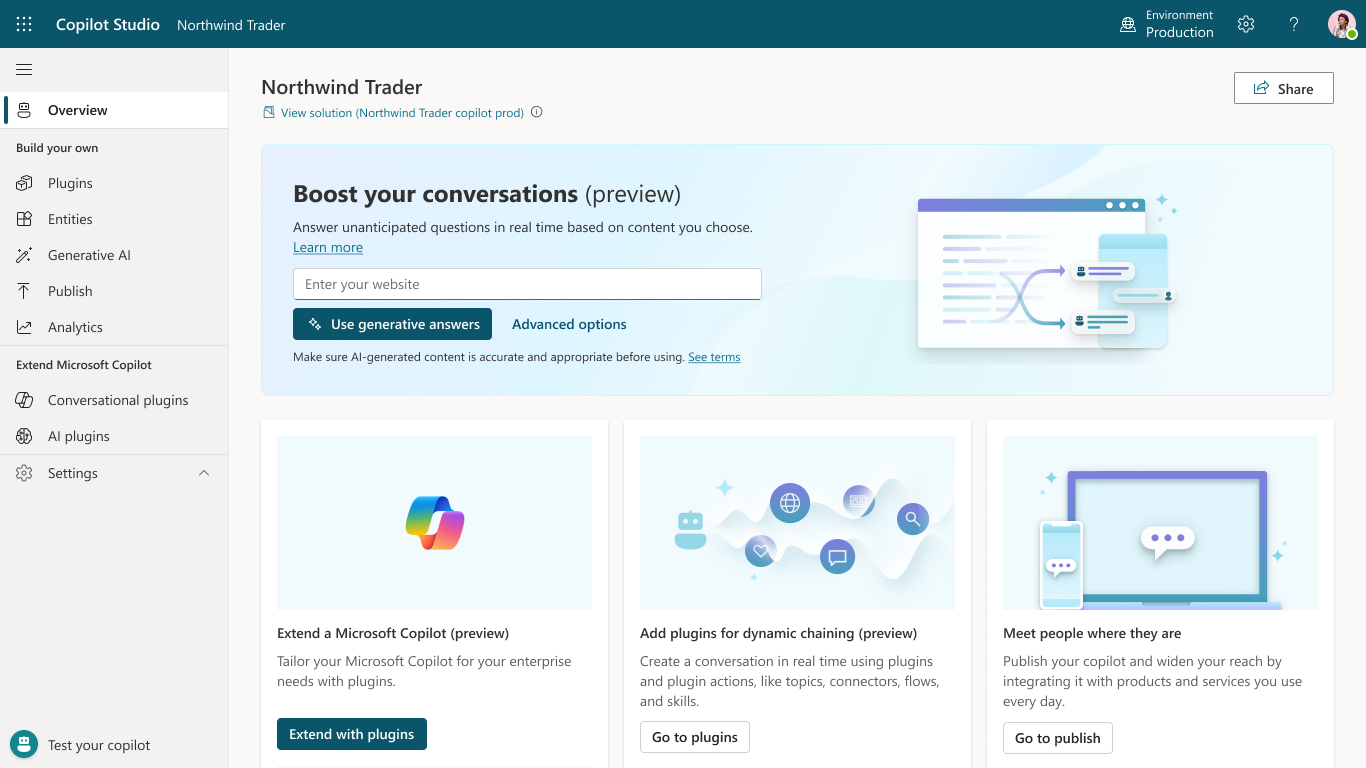 Copilot Studio Northwind Trader
Environment
Production
Overview
Build your own
Plugins
Entities
Generative AI
Publish
Analytics
Extend Microsoft Copilot
Conversational plugins
AI plugins
Settings
Test your copilot
Northwind Trader
View solution (Northwind Trader copilot prod)
Share
Boost your conversations (preview)
Answer unanticipated questions in real time based on content you choose.
Learn more
Enter your website
Use generative answers Advanced options
Make sure AI-generated content is accurate and appropriate before using. See terms
Extend a Microsoft Copilot (preview)
Tailor your Microsoft Copilot for your enterprise
needs with plugins.
Extend with plugins
Add plugins for dynamic chaining (preview)
Create a conversation in real time using plugins
and plugin actions, like topics, connectors, flows,
and skills.
Go to plugins
Meet people where they are
Publish your copilot and widen your reach by
integrating it with products and services you use
every day.
Go to publish